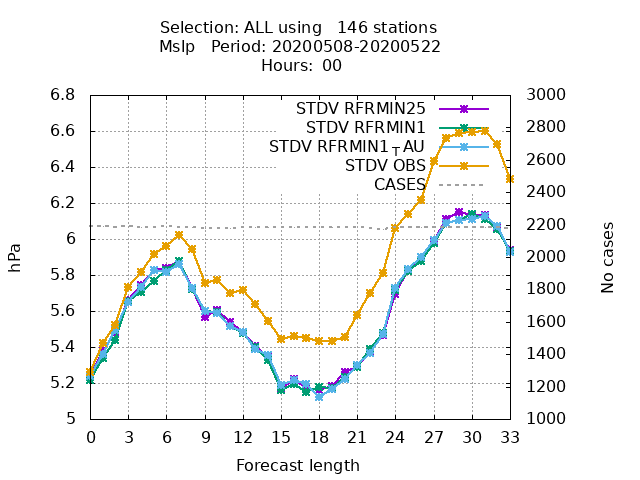 Selection: ALL using   146 stations
Mslp   Period: 20200508-20200522
Hours: 00
STDV RFRMIN25
STDV RFRMIN1
STDV RFRMIN1┬AU
STDV OBS
CASES
hPa
6.8
6.6
6.4
6.2
6
5.8
5.6
5.4
5.2
5
3000
2800
2600
2400
2200
2000
1800
1600
1400
1200
1000
No cases
0 3 6 9 12 15 18 21 24 27 30 33
Forecast length